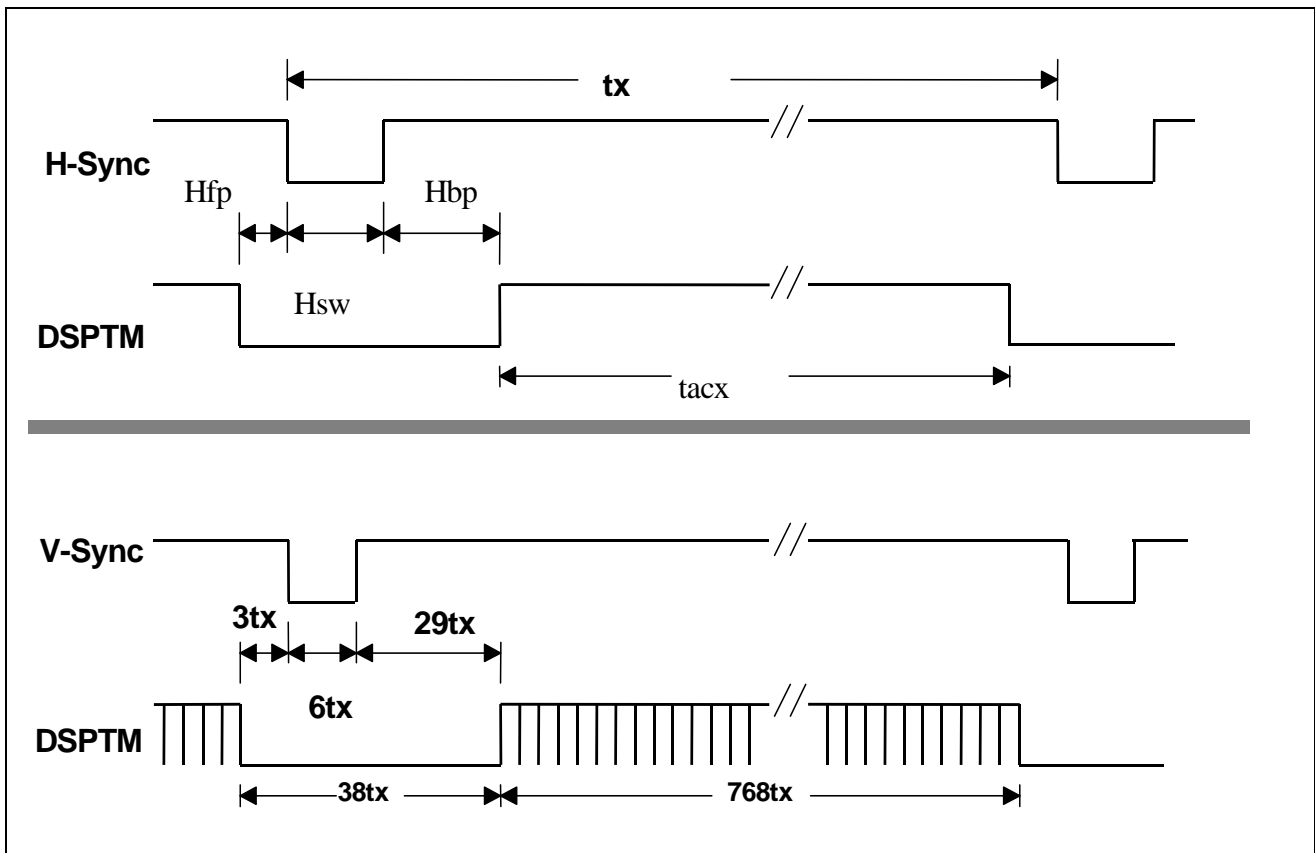 tx
H-Sync
Hfp
Hbp
Hsw
DSPTM
tacx
V-Sync
3tx
29tx
6tx
DSPTM
38tx
768tx